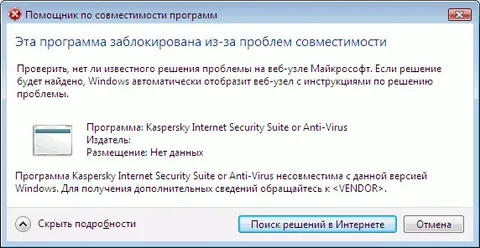 Помощник по совместимости программ
Эта программа заблокирована из-за проблем совместимости
Проверить, нет ли известного решения проблемы на веб-узле Майкрософт. Если решение
будет найдено, Windows автоматически отобразит веб-узел с инструкциями по решению
проблемы.
Программа: Kaspersky Internet Security Suite or Anti-Virus
Издатель:
Размещение: Нет данных
Программа Kaspersky Internet Security Suite or Anti-Virus несовместима с данной версией
Windows. Для получения дополнительных сведений обращайтесь к <VENDOR>.
Скрыть подробности
Поиск решений в Интернете
Отмена